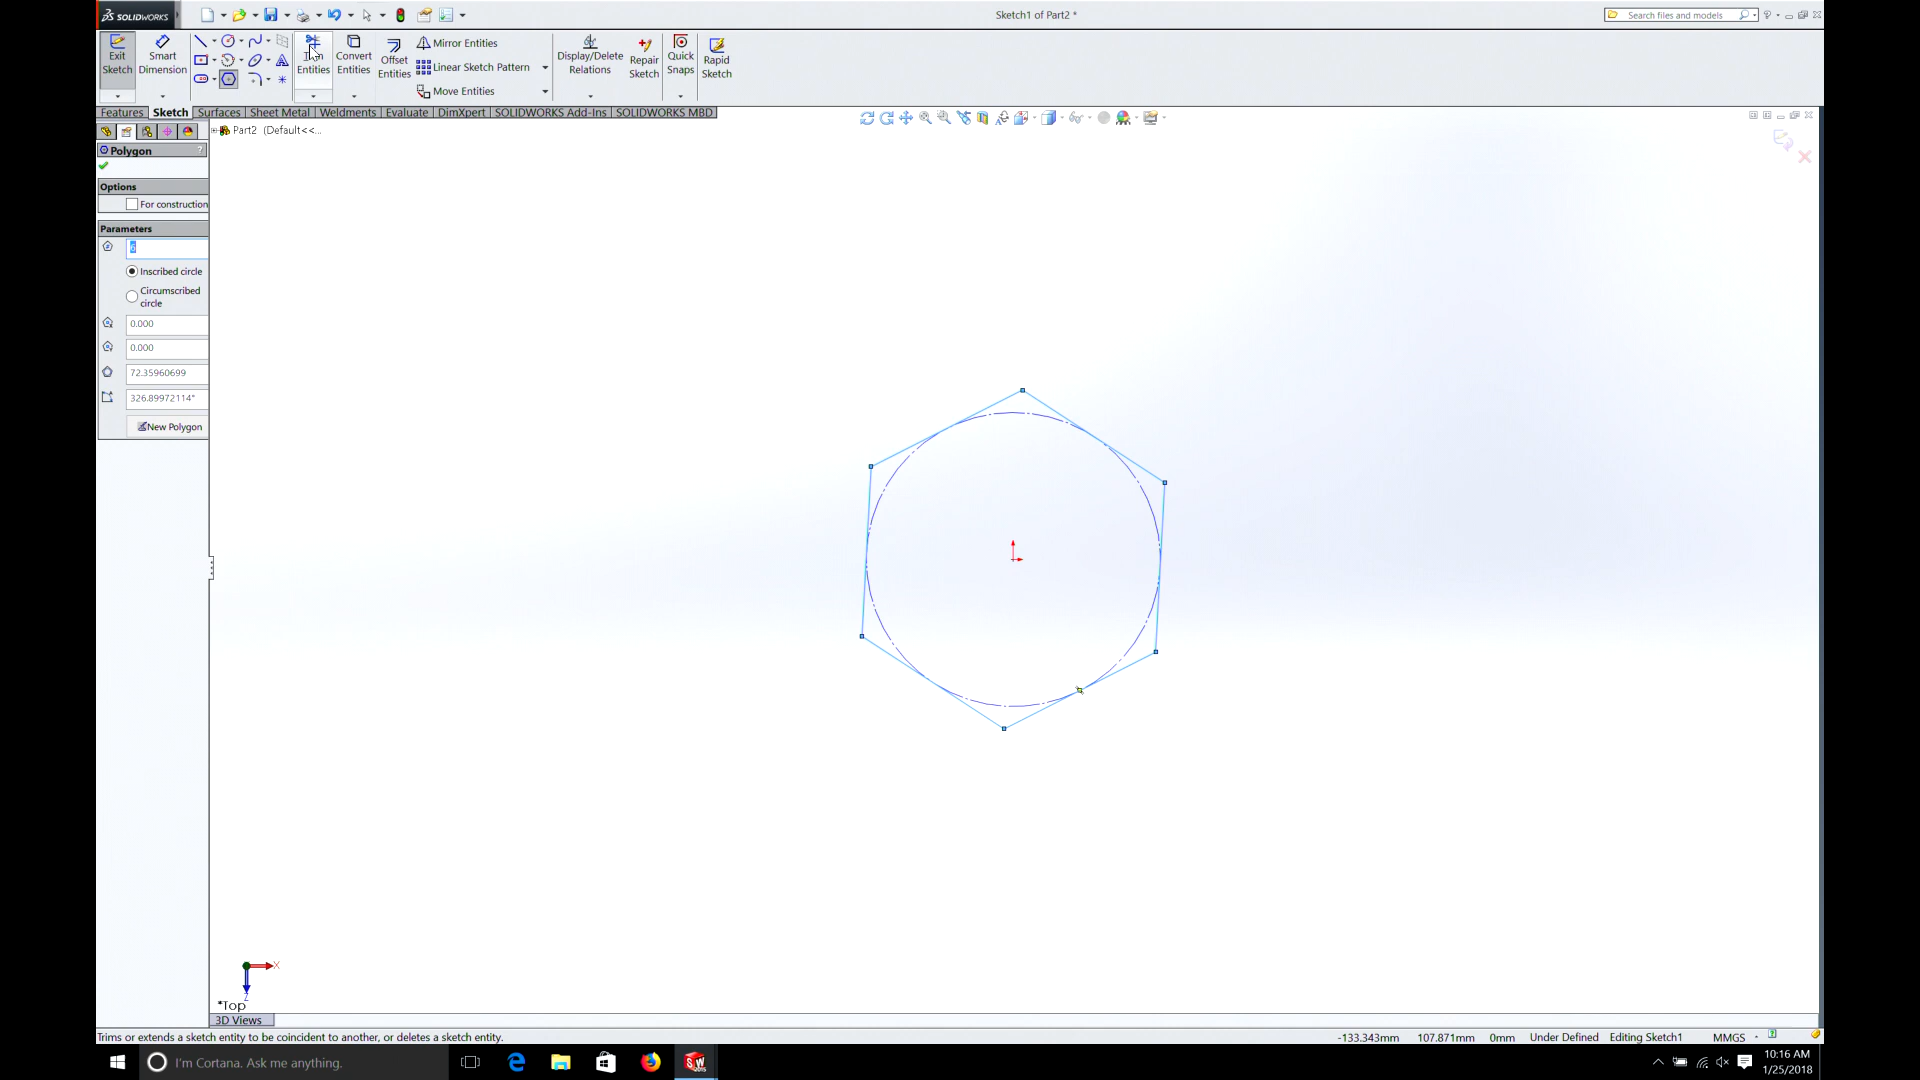 SOLIDWORKS
Sketch1 of Part2 *
Search files and models
Exit Sketch
Smart Dimension
Entities
Convert Entities
Offset Entities
Mirror Entities
Linear Sketch Pattern
Move Entities
Display/Delete Relations
Repair Sketch
Quick Snaps
Rapid Sketch
Features
Sketch
Surfaces
Sheet Metal
Weldments
Evaluate
DimXpert
SOLIDWORKS Add-Ins
SOLIDWORKS MBD
Part2 (Default<<...
Polygon
?
Options
For construction
Parameters
6
Inscribed circle
Circumscribed
circle
0.000
0.000
72.35960699
326.89972114°
New Polygon
X
Z
*Top
3D Views
Trims or extends a sketch entity to be coincident to another, or deletes a sketch entity.
-133.343mm 107.871mm 0mm Under Defined Editing Sketch1 MMGS
I'm Cortana. Ask me anything.
10:16 AM
1/25/2018